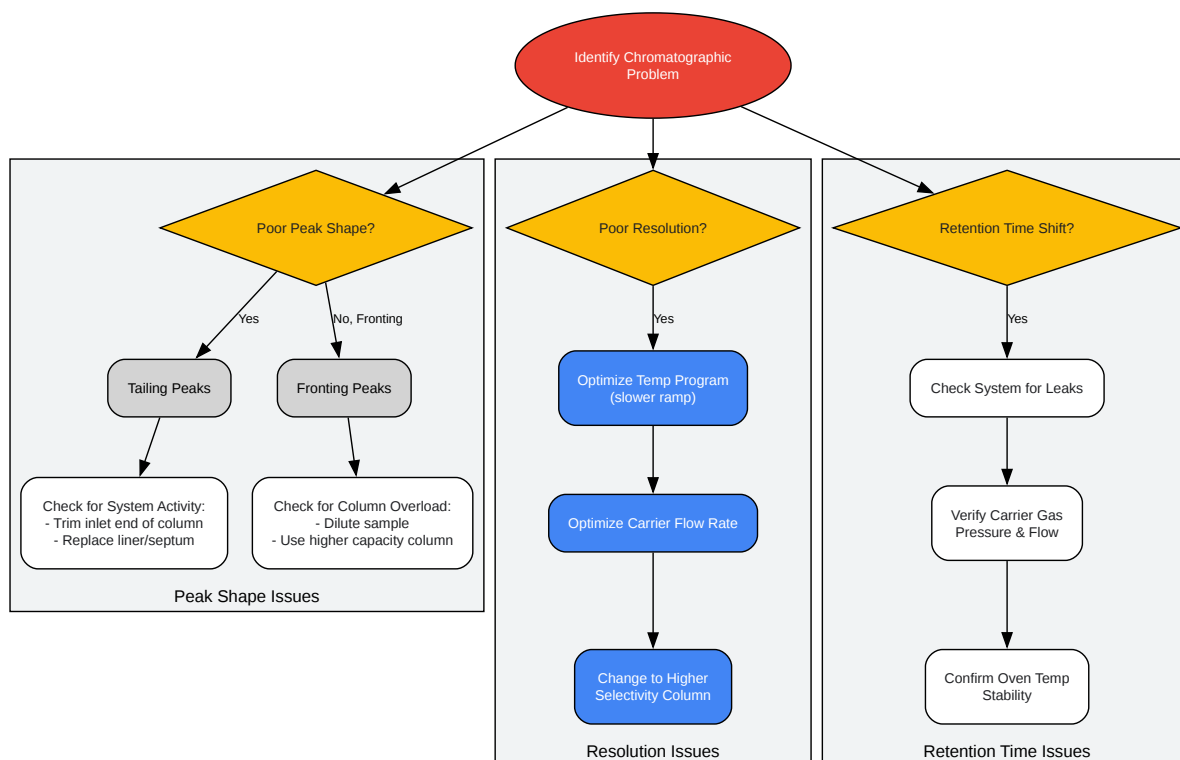 Identify Chromatographic
Problem
Poor Peak Shape?
Poor Resolution?
Retention Time Shift?
Yes
No, Fronting
Yes
Yes
Tailing Peaks
Fronting Peaks
Optimize Temp Program
(slower ramp)
Check System for Leaks
Check for System Activity:
- Trim inlet end of column
- Replace liner/septum
Check for Column Overload:
- Dilute sample
- Use higher capacity column
Optimize Carrier Flow Rate
Verify Carrier Gas
Pressure & Flow
Peak Shape Issues
Change to Higher
Selectivity Column
Confirm Oven Temp
Stability
Resolution Issues
Retention Time Issues